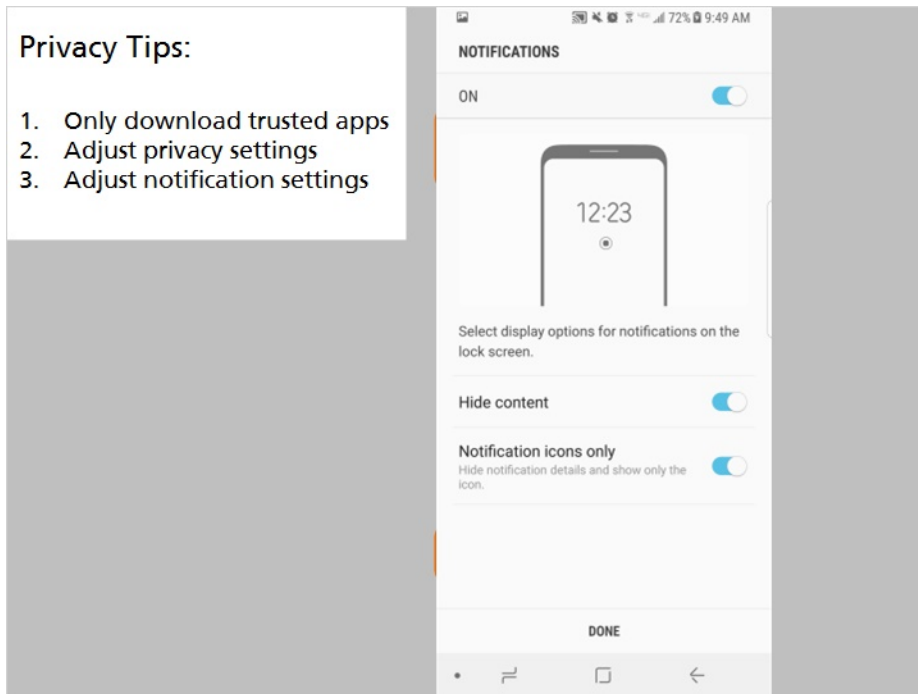 Privacy Tips:
1. Only download trusted apps
2. Adjust privacy settings
3. Adjust notification settings
72% 9:49 AM
NOTIFICATIONS
ON
12:23
Select display options for notifications on the
lock screen.
Hide content
Notification icons only
Hide notification details and show only the
icon.
DONE